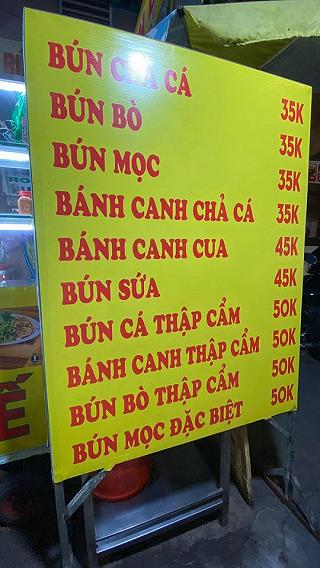 BÚN CHẢ CÁ 35K
BÚN BÒ 35K
BÚN MỌC 35K
BÁNH CANH CHẢ CÁ 35K
BÁNH CANH CUA 45K
BÚN SỨA 45K
BÚN CÁ THẬP CẨM 50K
BÁNH CANH THẬP CẨM 50K
BÚN BÒ THẬP CẨM 50K
BÚN MỌC ĐẶC BIỆT 50K